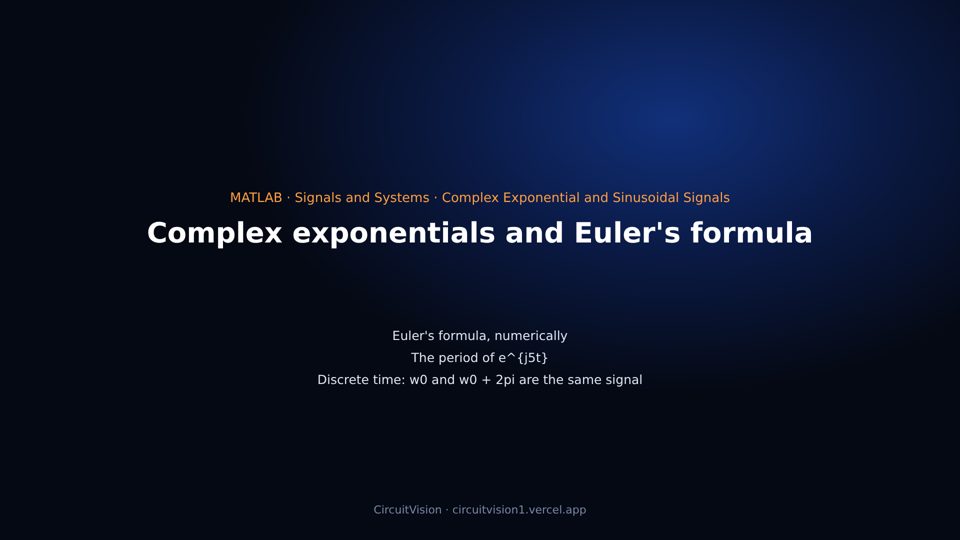 MATLAB · Signals and Systems · Complex Exponential and Sinusoidal Signals
Complex exponentials and Euler's formula
Euler's formula, numerically
The period of e^{j5t}
Discrete time: w0 and w0 + 2pi are the same signal
CircuitVision · circuitvision1.vercel.app